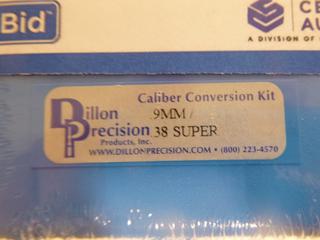 Bid
CE
AU
A DIVISION OF
Caliber Conversion Kit
Dillon
Precision
Products, Inc.
9MM /
38 SUPER
WWW.DILLONPRECISION.COM • (800) 223-4570